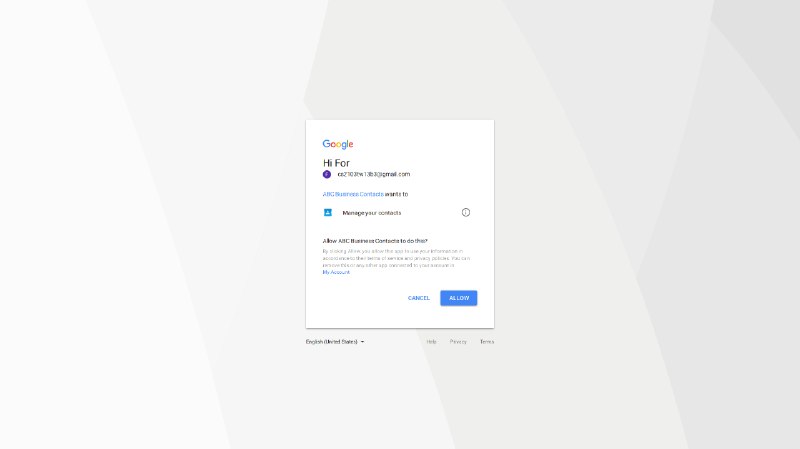 Google
Hi For
cs2103tw13b3@gmail.com
ABC Business Contacts wants to
Manage your contacts
Allow ABC Business Contacts to do this?
By clicking Allow, you allow this app to use your information in
accordance to their terms of service and privacy policies. You can
remove this or any other app connected to your account in
My Account
CANCEL
ALLOW
English (United States)
Help
Privacy
Terms